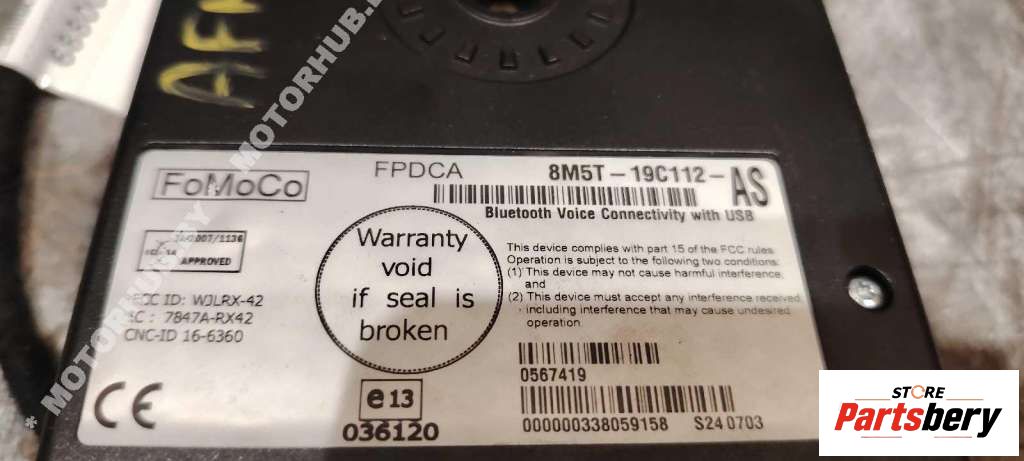 AF
* MOTORHUB.BY * MOTORHUB.
FoMoCo
FPDCA
8M5T-19C112-AS
Bluetooth Voice Connectivity with USB
/1136
APPROVED
Warranty
void
if seal is
broken
This device complies with part 15 of the FCC rules.
Operation is subject to the following two conditions:
(1) This device may not cause harmful interference,
and
(2) This device must accept any interference received,
including interference that may cause undesired
operation.
FCC ID: WJLRX-42
IC : 7847A-RX42
CNC-ID 16-6360
CE
e13
036120
0567419
000000338059158
S24 0703
STORE
Partsbery